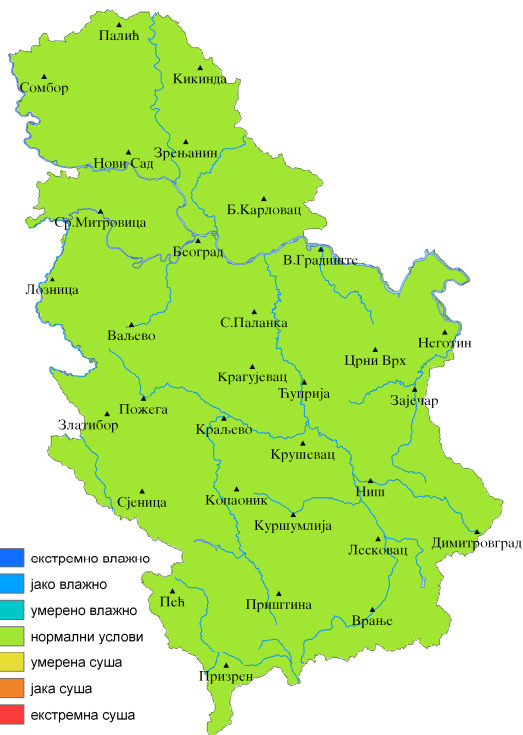 Палић
Кикинда
Сомбор
Зрењанин
Нови Сад
Б.Карловац
Ср.Митровица
Београд
В.Градиште
Лозница
С.Паланка
Ваљево
Неготин
Црни Врх
Крагујевац
Ћуприја
Зајечар
Пожега
Златибор
Краљево
Крушевац
Ниш
Сјеница
Копаоник
Куршумлија
Димитровград
Лесковац
Пећ
Приштина
Врање
Призрен
екстремно влажно
јако влажно
умерено влажно
нормални услови
умерена суша
јака суша
екстремна суша